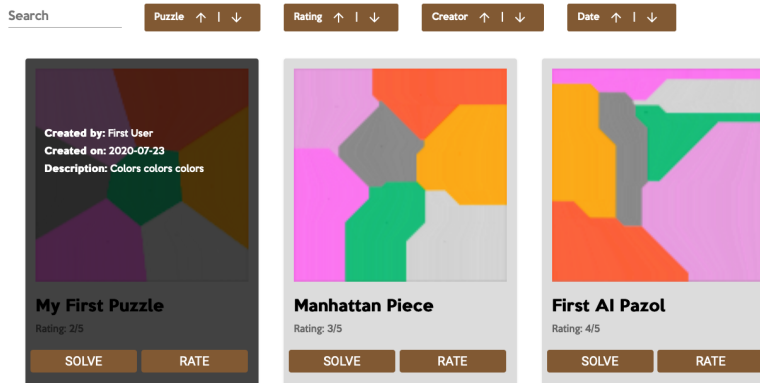 Search
Puzzle ↑ | ↓
Rating ↑ | ↓
Creator ↑ | ↓
Date ↑ | ↓
Created by: First User
Created on: 2020-07-23
Description: Colors colors colors
My First Puzzle
Rating: 2/5
SOLVE
RATE
Manhattan Piece
Rating: 3/5
SOLVE
RATE
First AI Pazol
Rating: 4/5
SOLVE
RATE